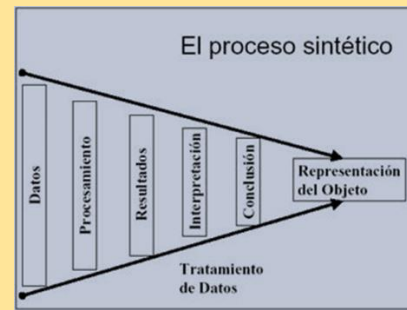 El proceso sintético
Datos
Procesamiento
Resultados
Interpretación
Conclusión
Representación
del Objeto
Tratamiento
de Datos